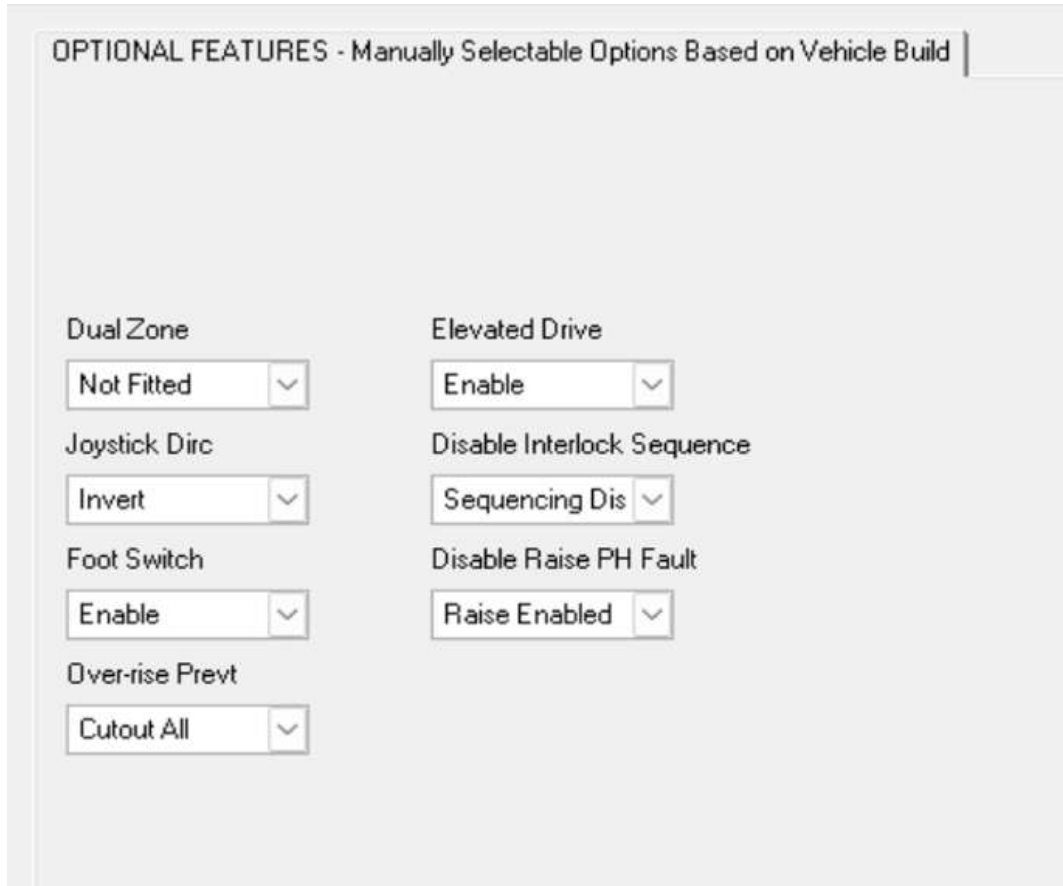 OPTIONAL FEATURES - Manually Selectable Options Based on Vehicle Build
Dual Zone
Elevated Drive
Not Fitted
Enable
Joystick Dirc
Disable Interlock Sequence
Invert
Sequencing Dis
Foot Switch
Disable Raise PH Fault
Enable
Raise Enabled
Over-rise Prevt
Cutout All